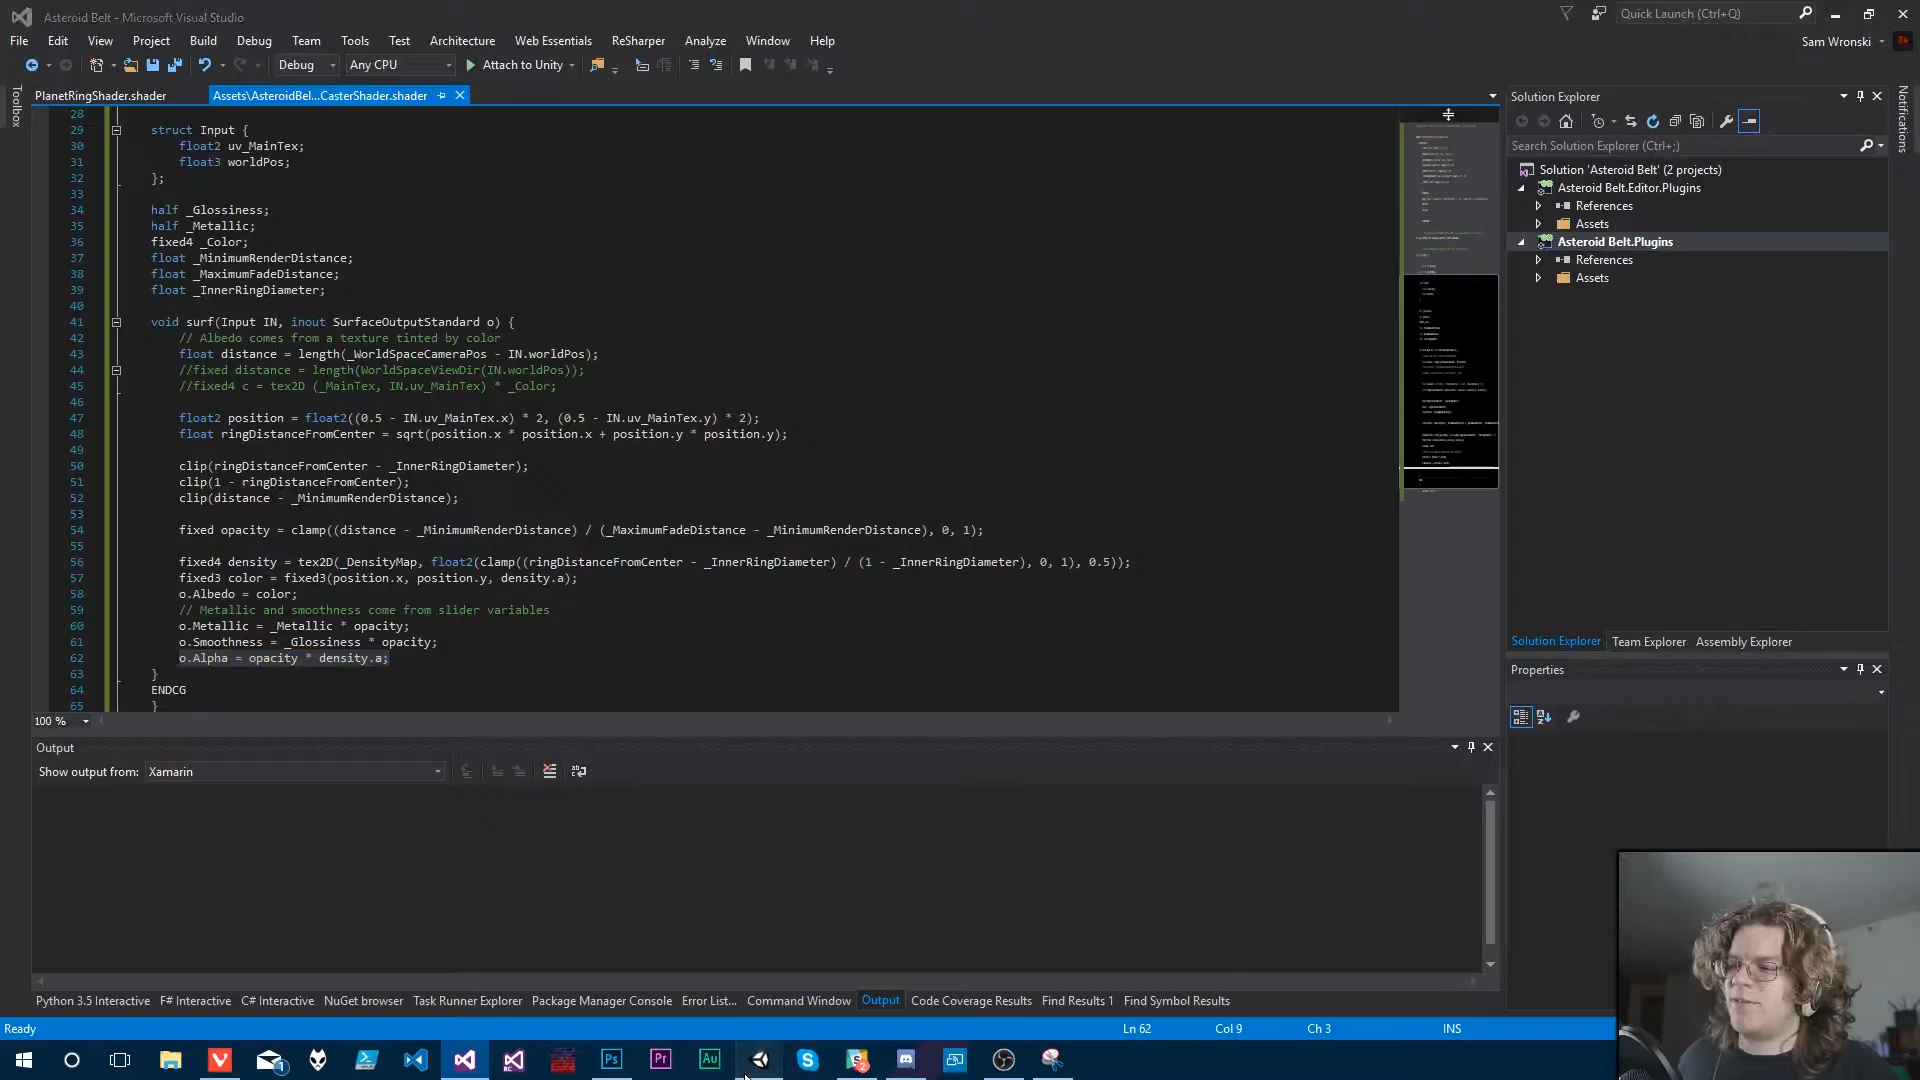 Asteroid Belt - Microsoft Visual Studio
Quick Launch (Ctrl+Q)
File Edit View Project Build Debug Team Tools Test Architecture Web Essentials ReSharper Analyze Window Help
Sam Wronski
Debug Any CPU Attach to Unity
Toolbox
PlanetRingShader.shader Assets\AsteroidBel...CasterShader.shader
28
29 struct Input {
30 float2 uv_MainTex;
31 float3 worldPos;
32 };
33
34 half _Glossiness;
35 half _Metallic;
36 fixed4 _Color;
37 float _MinimumRenderDistance;
38 float _MaximumFadeDistance;
39 float _InnerRingDiameter;
40
41 void surf(Input IN, inout SurfaceOutputStandard o) {
42 // Albedo comes from a texture tinted by color
43 float distance = length(_WorldSpaceCameraPos - IN.worldPos);
44 //fixed distance = length(WorldSpaceViewDir(IN.worldPos));
45 //fixed4 c = tex2D (_MainTex, IN.uv_MainTex) * _Color;
46
47 float2 position = float2((0.5 - IN.uv_MainTex.x) * 2, (0.5 - IN.uv_MainTex.y) * 2);
48 float ringDistanceFromCenter = sqrt(position.x * position.x + position.y * position.y);
49
50 clip(ringDistanceFromCenter - _InnerRingDiameter);
51 clip(1 - ringDistanceFromCenter);
52 clip(distance - _MinimumRenderDistance);
53
54 fixed opacity = clamp((distance - _MinimumRenderDistance) / (_MaximumFadeDistance - _MinimumRenderDistance), 0, 1);
55
56 fixed4 density = tex2D(_DensityMap, float2(clamp((ringDistanceFromCenter - _InnerRingDiameter) / (1 - _InnerRingDiameter), 0, 1), 0.5));
57 fixed3 color = fixed3(position.x, position.y, density.a);
58 o.Albedo = color;
59 // Metallic and smoothness come from slider variables
60 o.Metallic = _Metallic * opacity;
61 o.Smoothness = _Glossiness * opacity;
62 o.Alpha = opacity * density.a;
63 }
64 ENDCG
65 }
100 %
Solution Explorer
Notifications
Search Solution Explorer (Ctrl+;)
Solution 'Asteroid Belt' (2 projects)
Asteroid Belt.Editor.Plugins
References
Assets
Asteroid Belt.Plugins
References
Assets
Solution Explorer Team Explorer Assembly Explorer
Properties
Output
Show output from: Xamarin
Python 3.5 Interactive F# Interactive C# Interactive NuGet browser Task Runner Explorer Package Manager Console Error List... Command Window Output Code Coverage Results Find Results 1 Find Symbol Results
Ready Ln 62 Col 9 Ch 3 INS
Ps Pr Au